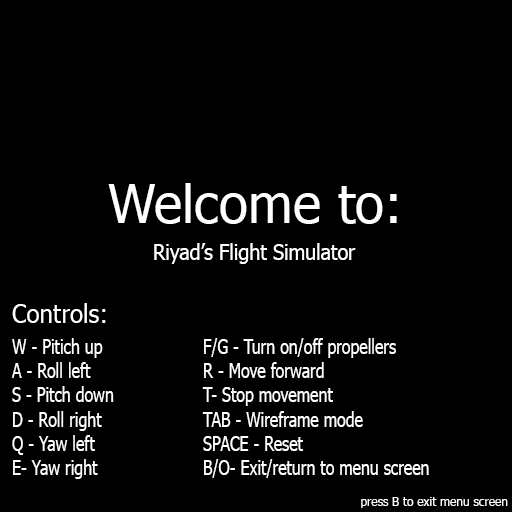 Welcome to:
Riyad’s Flight Simulator
Controls:
W - Pitich up
A - Roll left
S - Pitch down
D - Roll right
Q - Yaw left
E- Yaw right
F/G - Turn on/off propellers
R - Move forward
T- Stop movement
TAB - Wireframe mode
SPACE - Reset
B/O- Exit/return to menu screen
press B to exit menu screen